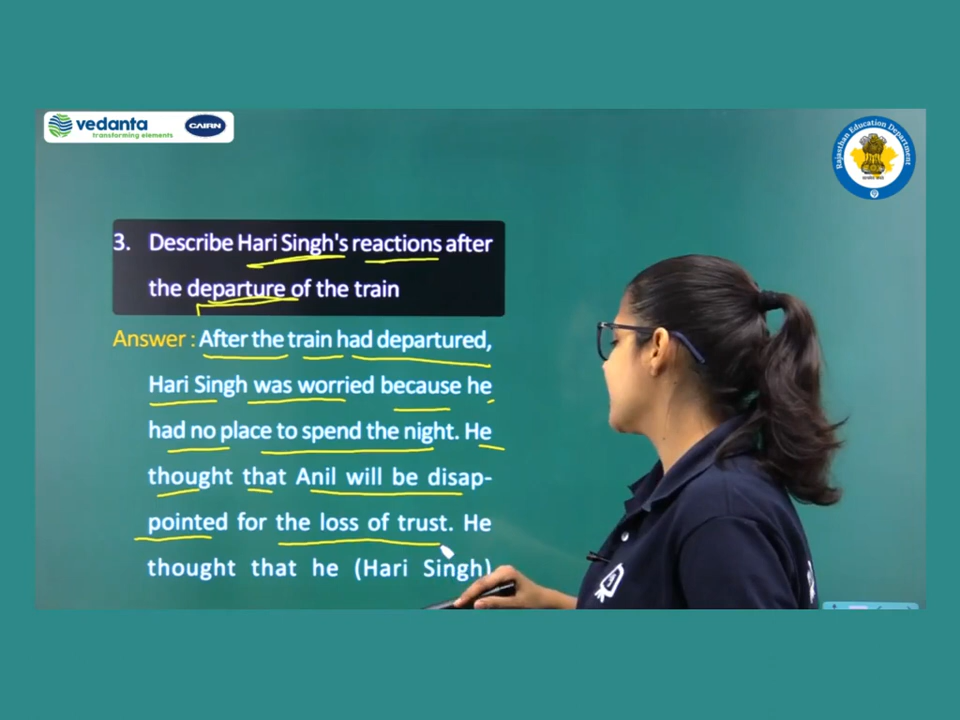 vedanta
transforming elements
CAIRN
Rajasthan Education Department
3. Describe Hari Singh's reactions after
the departure of the train
Answer : After the train had departured,
Hari Singh was worried because he
had no place to spend the night. He
thought that Anil will be disap-
pointed for the loss of trust. He
thought that he (Hari Singh)